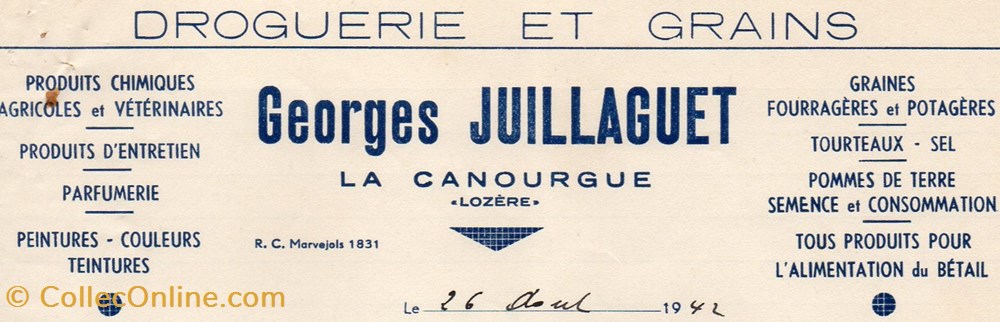 DROGUERIE ET GRAINS
PRODUITS CHIMIQUES
AGRICOLES et VÉTÉRINAIRES
PRODUITS D'ENTRETIEN
PARFUMERIE
PEINTURES - COULEURS
TEINTURES
Georges JUILLAGUET
LA CANOURGUE
«LOZÈRE»
R. C. Marvejols 1831
GRAINES
FOURRAGÈRES et POTAGÈRES
TOURTEAUX - SEL
POMMES DE TERRE
SEMENCE et CONSOMMATION
TOUS PRODUITS POUR
L'ALIMENTATION du BÉTAIL
Le 26 Aout 1942
© CollecOnline.com